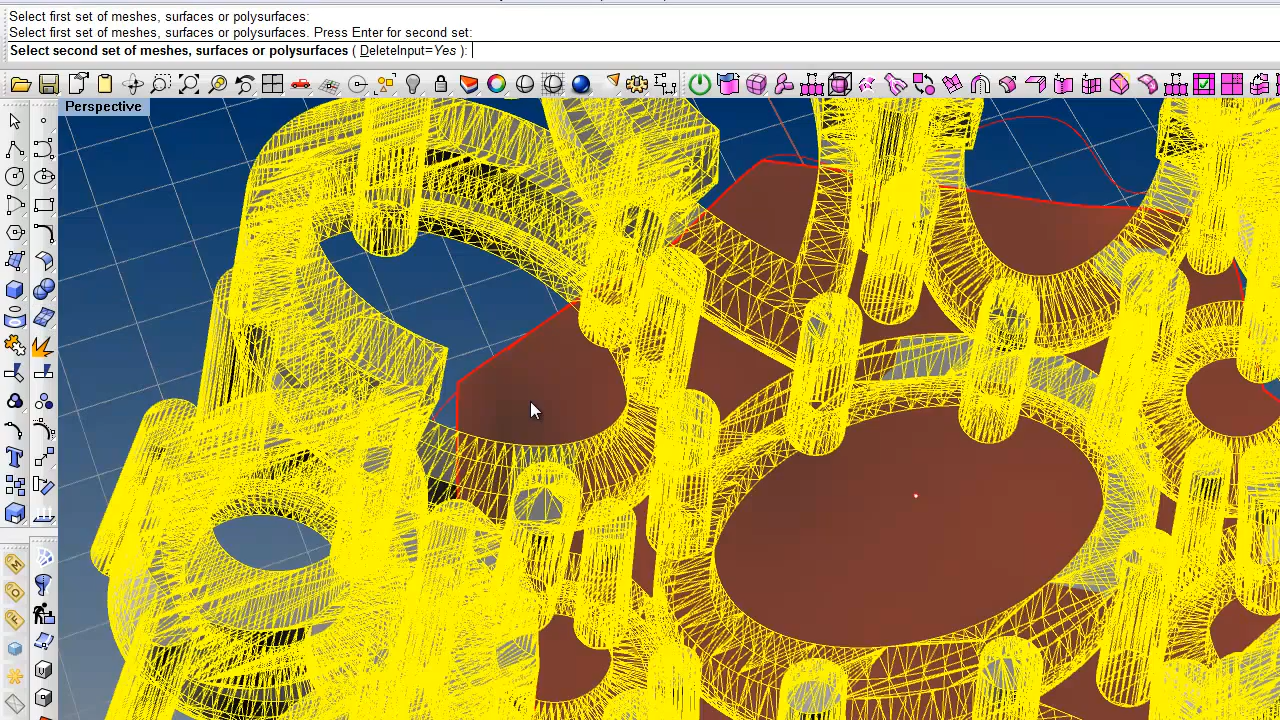 Select first set of meshes, surfaces or polysurfaces:
Select first set of meshes, surfaces or polysurfaces. Press Enter for second set:
Select second set of meshes, surfaces or polysurfaces ( DeleteInput=Yes ):
Perspective